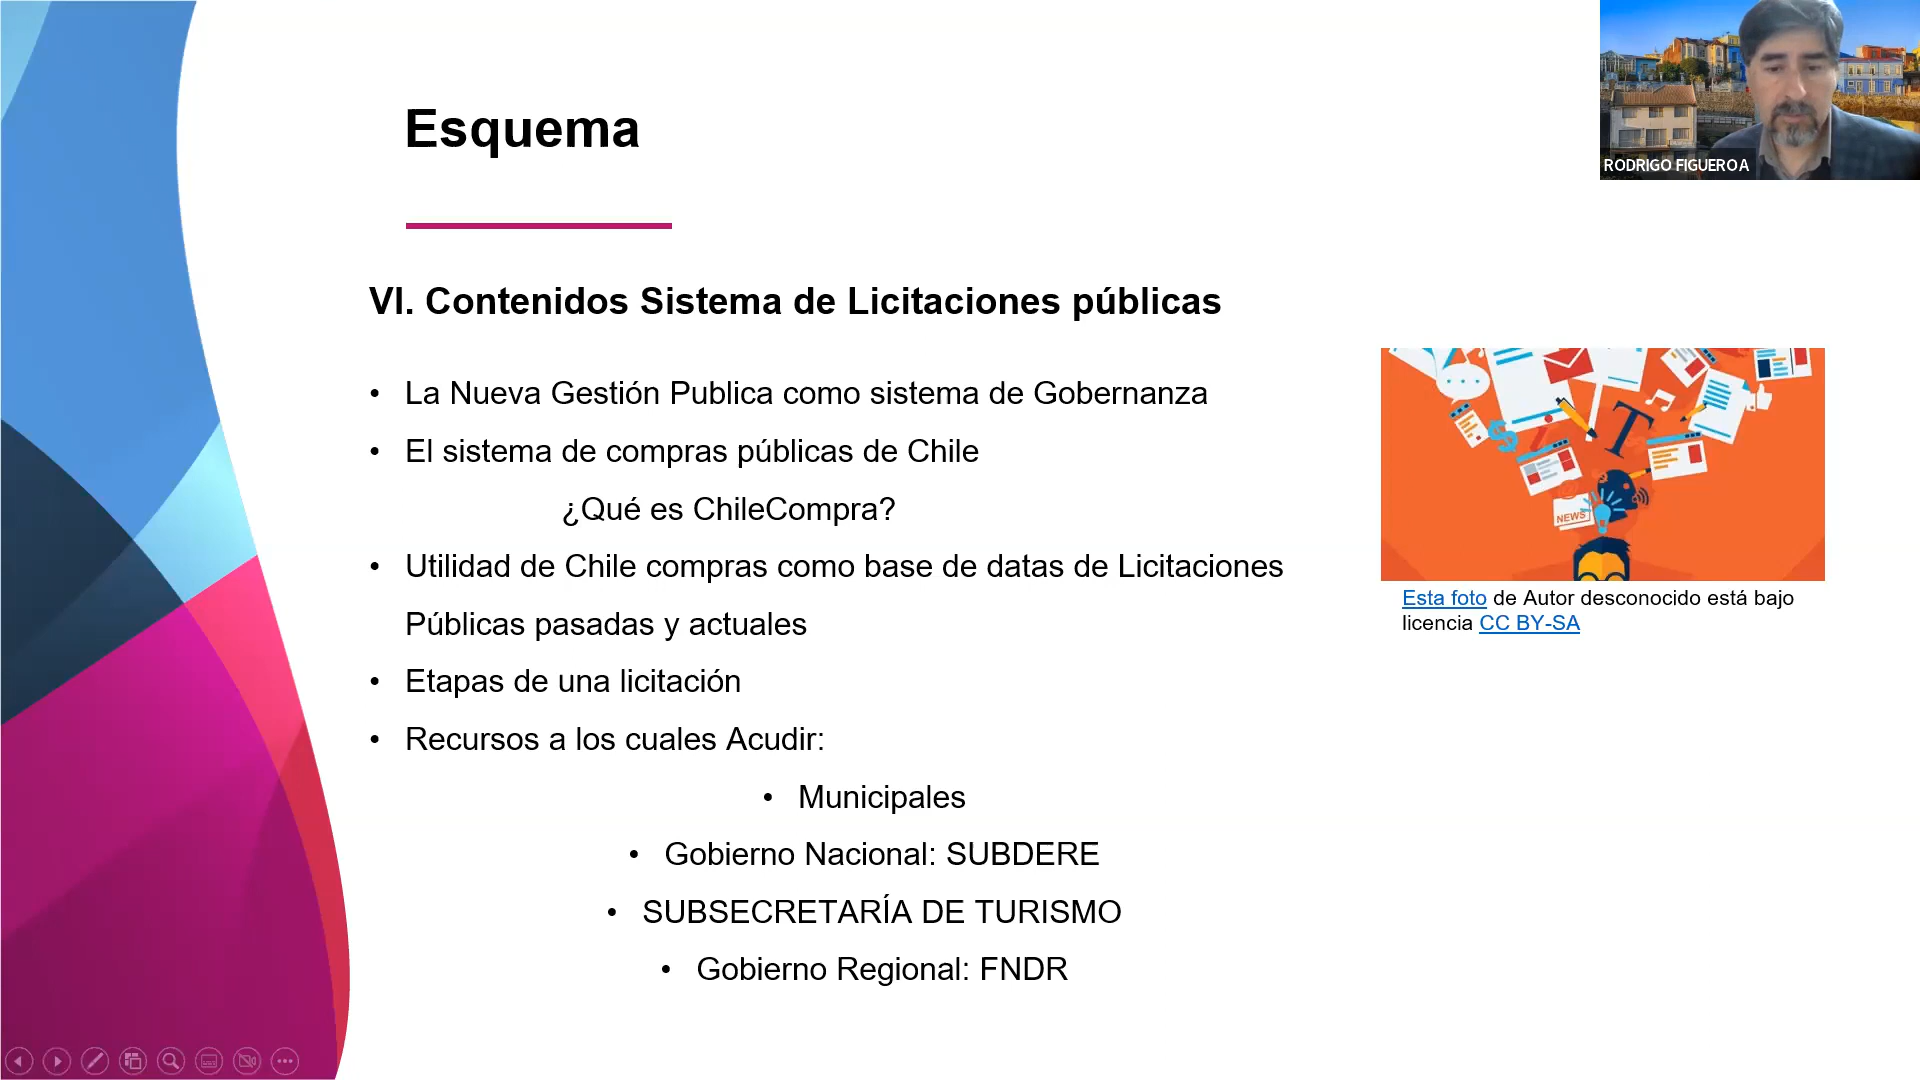 Esquema
RODRIGO FIGUEROA
VI. Contenidos Sistema de Licitaciones públicas
• La Nueva Gestión Publica como sistema de Gobernanza
• El sistema de compras públicas de Chile
¿Qué es ChileCompra?
• Utilidad de Chile compras como base de datas de Licitaciones
Públicas pasadas y actuales
• Etapas de una licitación
• Recursos a los cuales Acudir:
• Municipales
• Gobierno Nacional: SUBDERE
• SUBSECRETARÍA DE TURISMO
• Gobierno Regional: FNDR
T
$
NEWS
Esta foto de Autor desconocido está bajo
licencia CC BY-SA